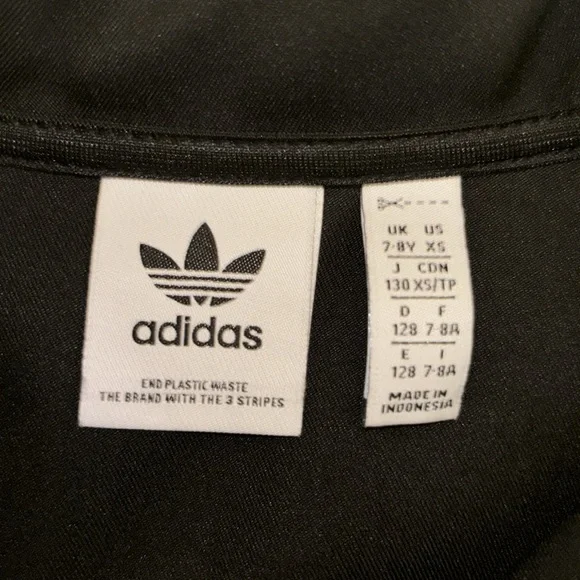 adidas
END PLASTIC WASTE
THE BRAND WITH THE 3 STRIPES
UK US
7-8Y XS
J CDN
130 XS/TP
D F
128 7-8A
E I
128 7-8A
MADE IN
INDONESIA